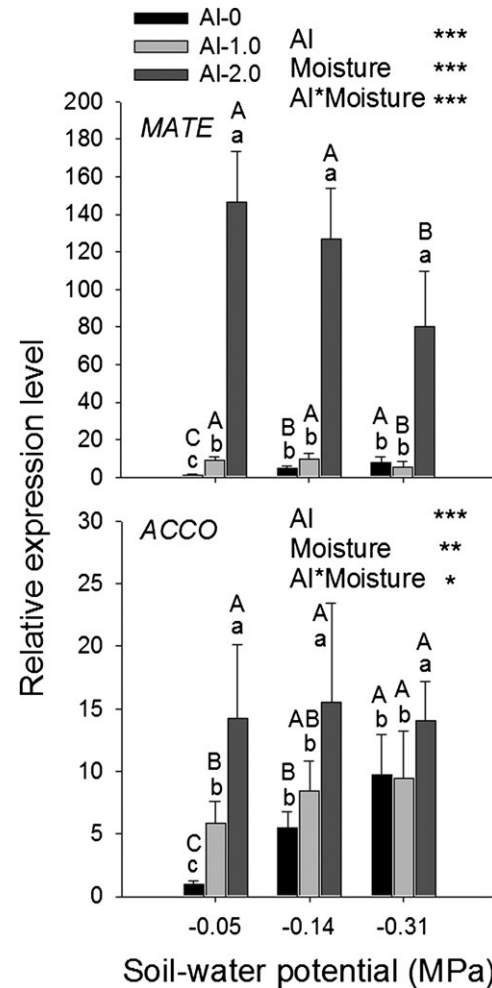 Al-0
Al-1.0
Al-2.0
Al ***
Moisture ***
Al*Moisture ***
Relative expression level
200
180
160
140
120
100
80
60
40
20
0
MATE
C
c
A
b
A
a
B
b
A
b
A
a
A
b
B
b
B
a
30
25
20
15
10
5
0
ACCO
Al ***
Moisture **
Al*Moisture *
C
c
B
b
A
a
B
b
AB
b
A
a
A
b
A
b
A
a
-0.05 -0.14 -0.31
Soil-water potential (MPa)